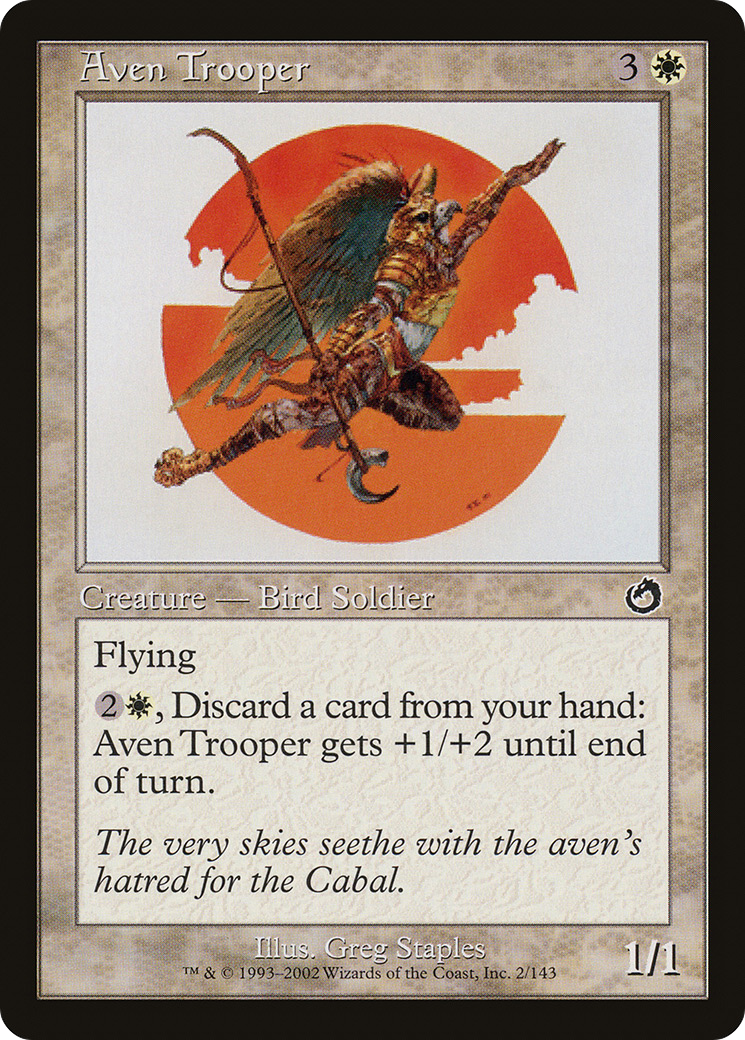 Aven Trooper 3
Creature — Bird Soldier
Flying
2, Discard a card from your hand:
Aven Trooper gets +1/+2 until end
of turn.
The very skies seethe with the aven's
hatred for the Cabal.
Illus. Greg Staples
™ & © 1993–2002 Wizards of the Coast, Inc. 2/143
1/1